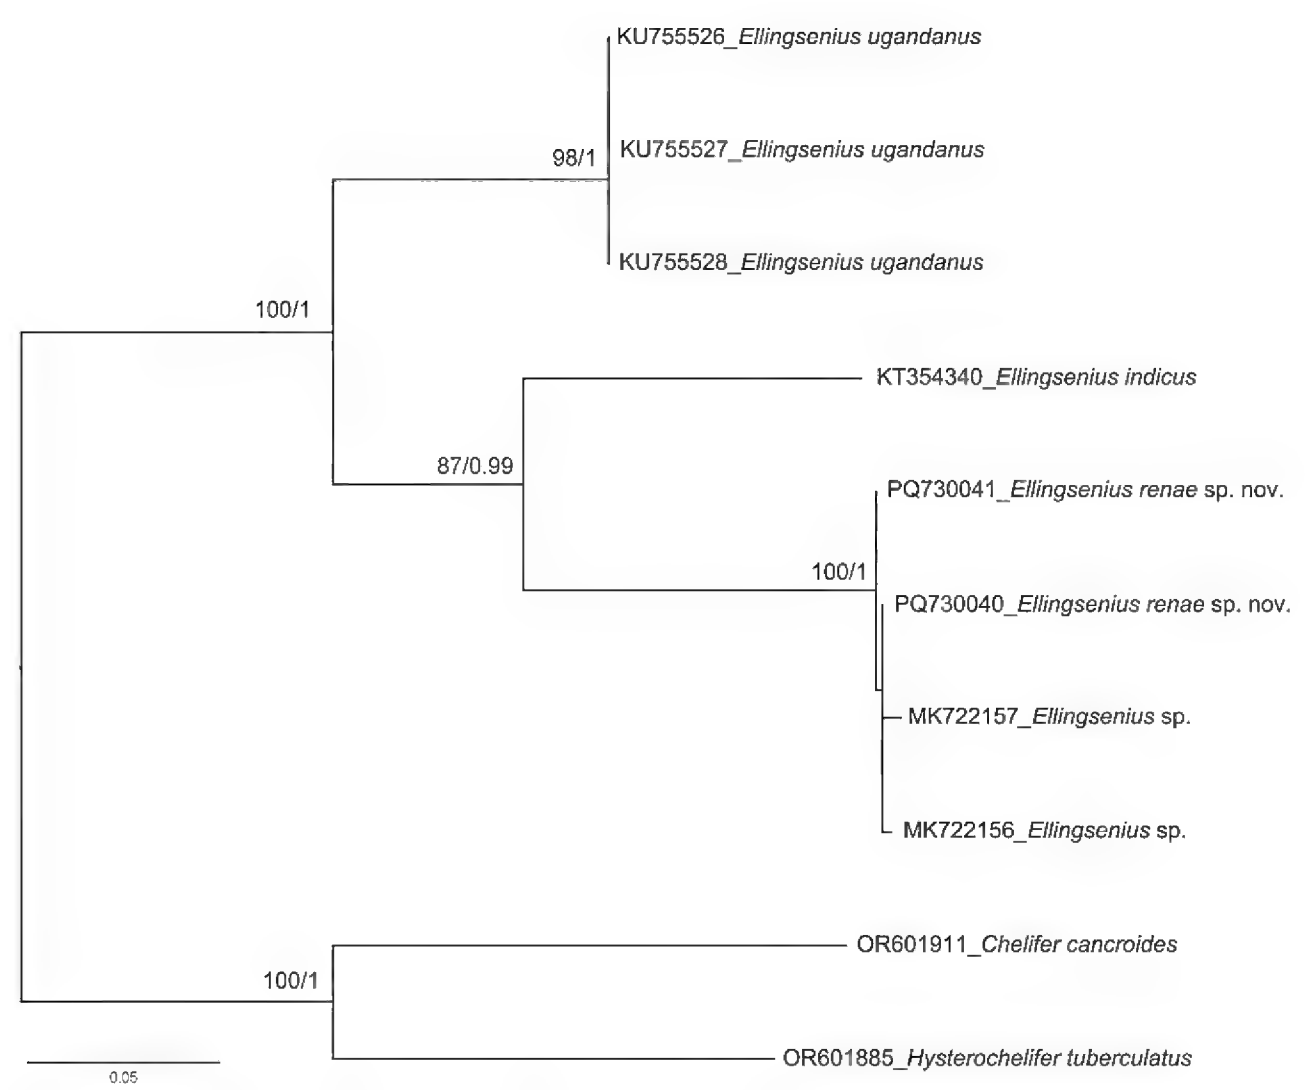 KU755526_Ellingsenius ugandanus
98/1
KU755527_Ellingsenius ugandanus
KU755528_Ellingsenius ugandanus
100/1
KT354340_Ellingsenius indicus
87/0.99
PQ730041_Ellingsenius renae sp. nov.
100/1
PQ730040_Ellingsenius renae sp. nov.
MK722157_Ellingsenius sp.
MK722156_Ellingsenius sp.
OR601911_Chelifer cancroides
100/1
OR601885_Hysterochelifer tuberculatus
0.05